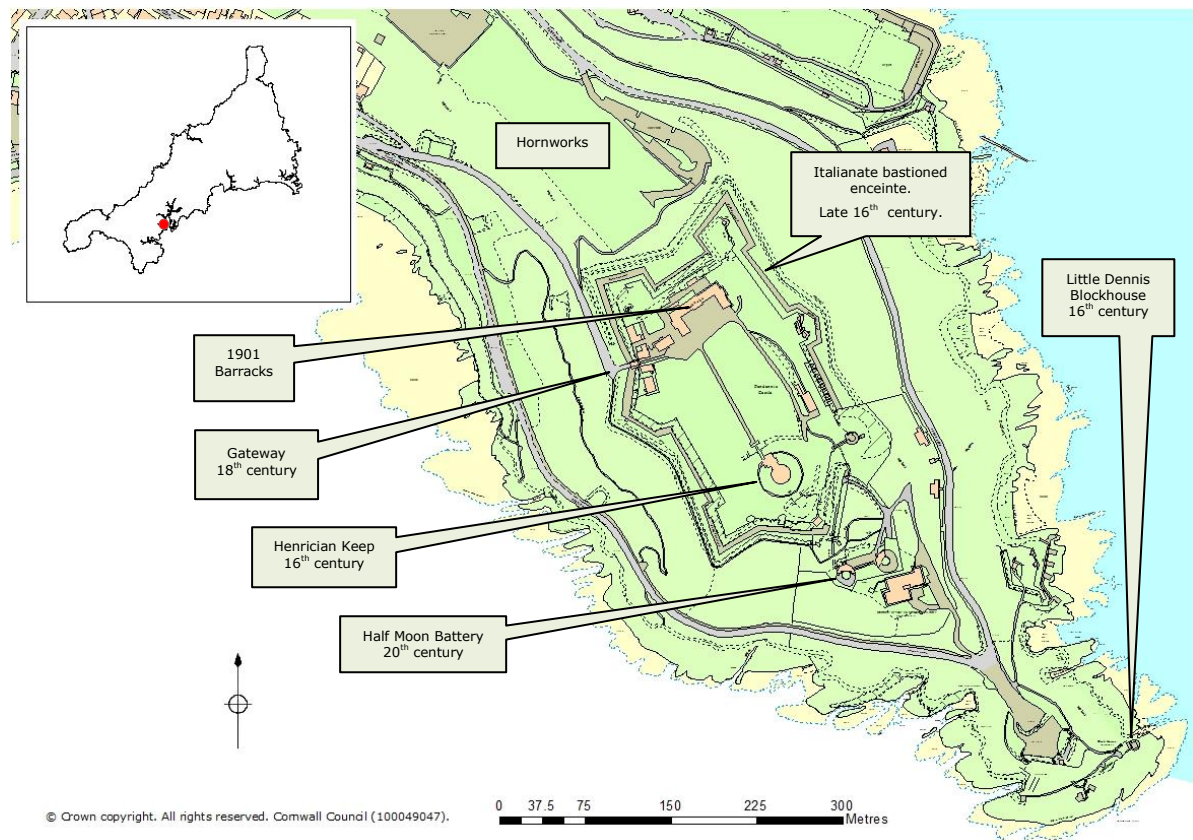 Hornworks
Italianate bastioned
enceinte.
Late 16th century.
Little Dennis
Blockhouse
16th century
1901
Barracks
Pendennis
Castle
Gateway
18th century
Henrician Keep
16th century
Half Moon Battery
20th century
© Crown copyright. All rights reserved. Cornwall Council (100049047).
0 37.5 75 150 225 300
Metres